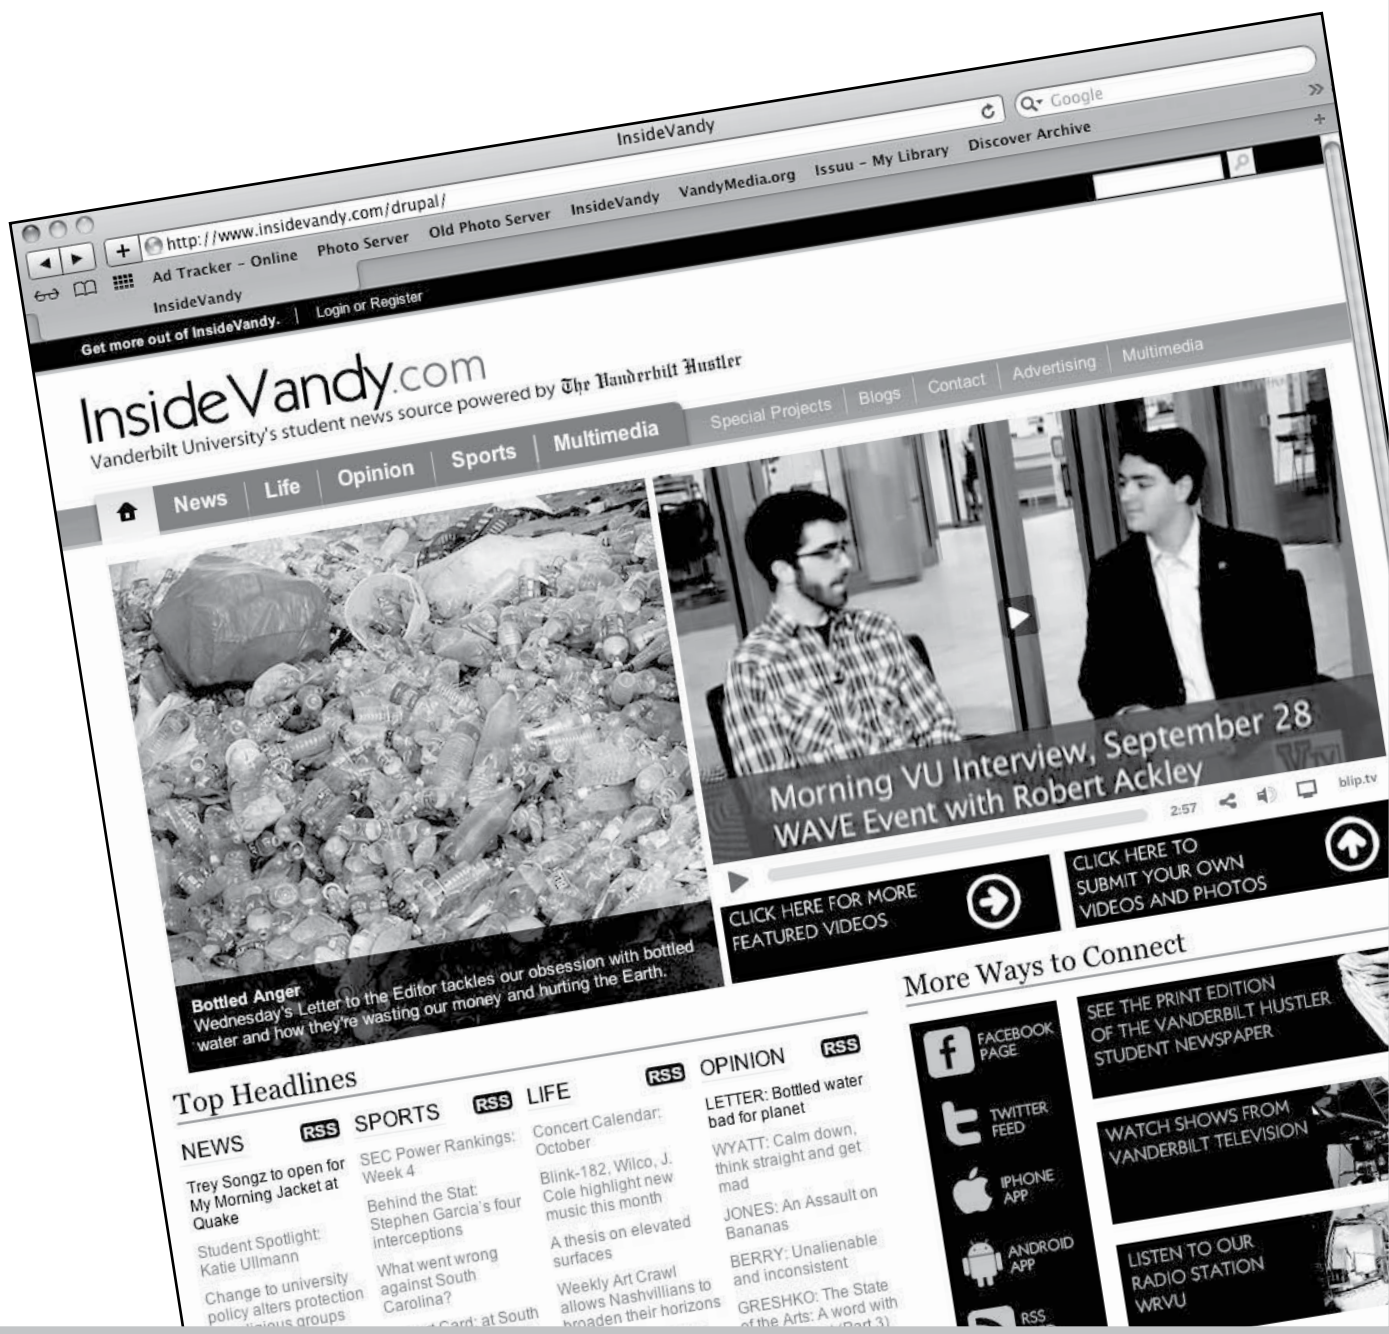 InsideVandy
http://www.insidevandy.com/drupal/
Google
Ad Tracker – Online
Photo Server
Old Photo Server
InsideVandy
VandyMedia.org
Issuu – My Library
Discover Archive
InsideVandy
Get more out of InsideVandy.
Login or Register
InsideVandy.com
Vanderbilt University's student news source powered by The Vanderbilt Hustler
News
Life
Opinion
Sports
Multimedia
Special Projects
Blogs
Contact
Advertising
Multimedia
Bottled Anger
Wednesday's Letter to the Editor tackles our obsession with bottled
water and how they're wasting our money and hurting the Earth.
Morning VU Interview, September 28
WAVE Event with Robert Ackley
2:57
blip.tv
CLICK HERE FOR MORE
FEATURED VIDEOS
CLICK HERE TO
SUBMIT YOUR OWN
VIDEOS AND PHOTOS
Top Headlines
NEWS
RSS
Trey Songz to open for
My Morning Jacket at
Quake
Student Spotlight:
Katie Ullmann
Change to university
policy alters protection
groups
SPORTS
RSS
SEC Power Rankings:
Week 4
Behind the Stat:
Stephen Garcia's four
interceptions
What went wrong
against South
Carolina?
Card: at South
LIFE
RSS
Concert Calendar:
October
Blink-182, Wilco, J.
Cole highlight new
music this month
A thesis on elevated
surfaces
Weekly Art Crawl
allows Nashvillians to
broaden their horizons
OPINION
RSS
LETTER: Bottled water
bad for planet
WYATT: Calm down,
think straight and get
mad
JONES: An Assault on
Bananas
BERRY: Unalienable
and inconsistent
GRESHKO: The State
of the Arts: A word with
(Part 3)
More Ways to Connect
FACEBOOK
PAGE
TWITTER
FEED
IPHONE
APP
ANDROID
APP
RSS
SEE THE PRINT EDITION
OF THE VANDERBILT HUSTLER
STUDENT NEWSPAPER
WATCH SHOWS FROM
VANDERBILT TELEVISION
LISTEN TO OUR
RADIO STATION
WRVU